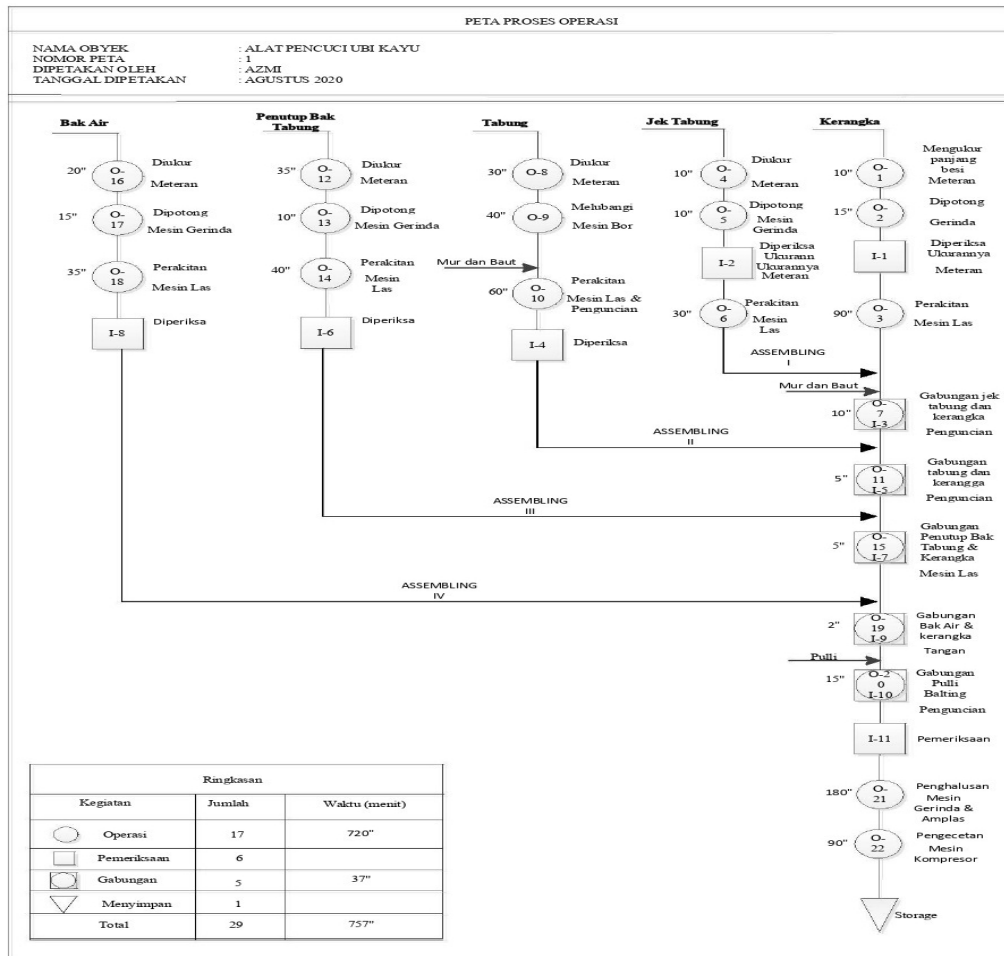 PETA PROSES OPERASI
NAMA OBYEK : ALAT PENCUCI UBI KAYU
NOMOR PETA : 1
DIPETAKAN OLEH : AZMI
TANGGAL DIPETAKAN : AGUSTUS 2020
Bak Air
20"
O-
16
Diukur
Meteran
15"
O-
17
Dipotong
Mesin Gerinda
35"
O-
18
Perakitan
Mesin Las
I-8
Diperiksa
Penutup Bak
Tabung
35"
O-
12
Diukur
Meteran
10"
O-
13
Dipotong
Mesin Gerinda
40"
O-
14
Perakitan
Mesin
Las
I-6
Diperiksa
Tabung
30"
O-8
Diukur
Meteran
40"
O-9
Melubangi
Mesin Bor
Mur dan Baut
60"
O-
10
Perakitan
Mesin Las &
Penguncian
I-4
Diperiksa
Jek Tabung
10"
O-
4
Diukur
Meteran
10"
O-
5
Dipotong
Mesin
Gerinda
I-2
Diperiksa
Ukurann
Ukurannya
Meteran
30"
O-
6
Perakitan
Mesin
Las
Kerangka
10"
O-
1
Mengukur
panjang
besi
Meteran
15"
O-
2
Dipotong
Gerinda
I-1
Diperiksa
Ukurannya
Meteran
90"
O-
3
Perakitan
Mesin Las
ASSEMBLING
I
Mur dan Baut
10"
O-
7
I-3
Gabungan jek
tabung dan
kerangka
Penguncian
ASSEMBLING
II
5"
O-
11
I-5
Gabungan
tabung dan
kerangga
Penguncian
ASSEMBLING
III
5"
O-
15
I-7
Gabungan
Penutup Bak
Tabung &
Kerangka
Mesin Las
ASSEMBLING
IV
2"
O-
19
I-9
Gabungan
Bak Air &
kerangka
Tangan
Pulli
15"
O-2
0
I-10
Gabungan
Pulli
Balting
Penguncian
I-11
Pemeriksaan
180"
O-
21
Penghalusan
Mesin
Gerinda &
Amplas
90"
O-
22
Pengecetan
Mesin
Kompresor
Storage
Ringkasan
Kegiatan Jumlah Waktu (menit)
Operasi 17 720"
Pemeriksaan 6
Gabungan 5 37"
Menyimpan 1
Total 29 757"